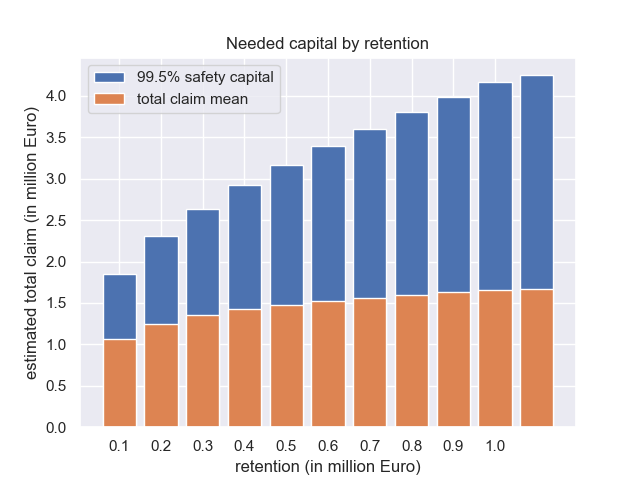 Needed capital by retention
99.5% safety capital
total claim mean
estimated total claim (in million Euro)
4.0
3.5
3.0
2.5
2.0
1.5
1.0
0.5
0.0
0.1 0.2 0.3 0.4 0.5 0.6 0.7 0.8 0.9 1.0
retention (in million Euro)